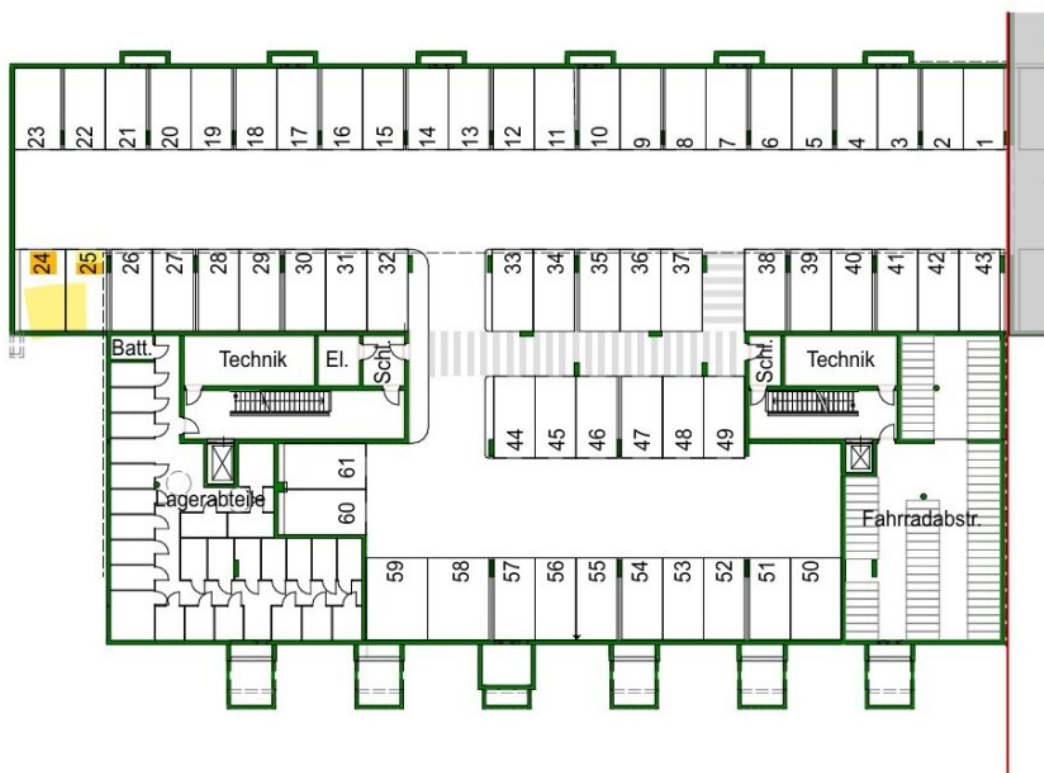 23 22 21 20 19 18 17 16 15 14 13 12 11 10 9 8 7 6 5 4 3 2 1
24 25 26 27 28 29 30 31 32 33 34 35 36 37 38 39 40 41 42 43
Batt. Technik El. Schl. Schl. Technik
44 45 46 47 48 49
61
Lagerabteile 60 Fahrradabstr.
59 58 57 56 55 54 53 52 51 50